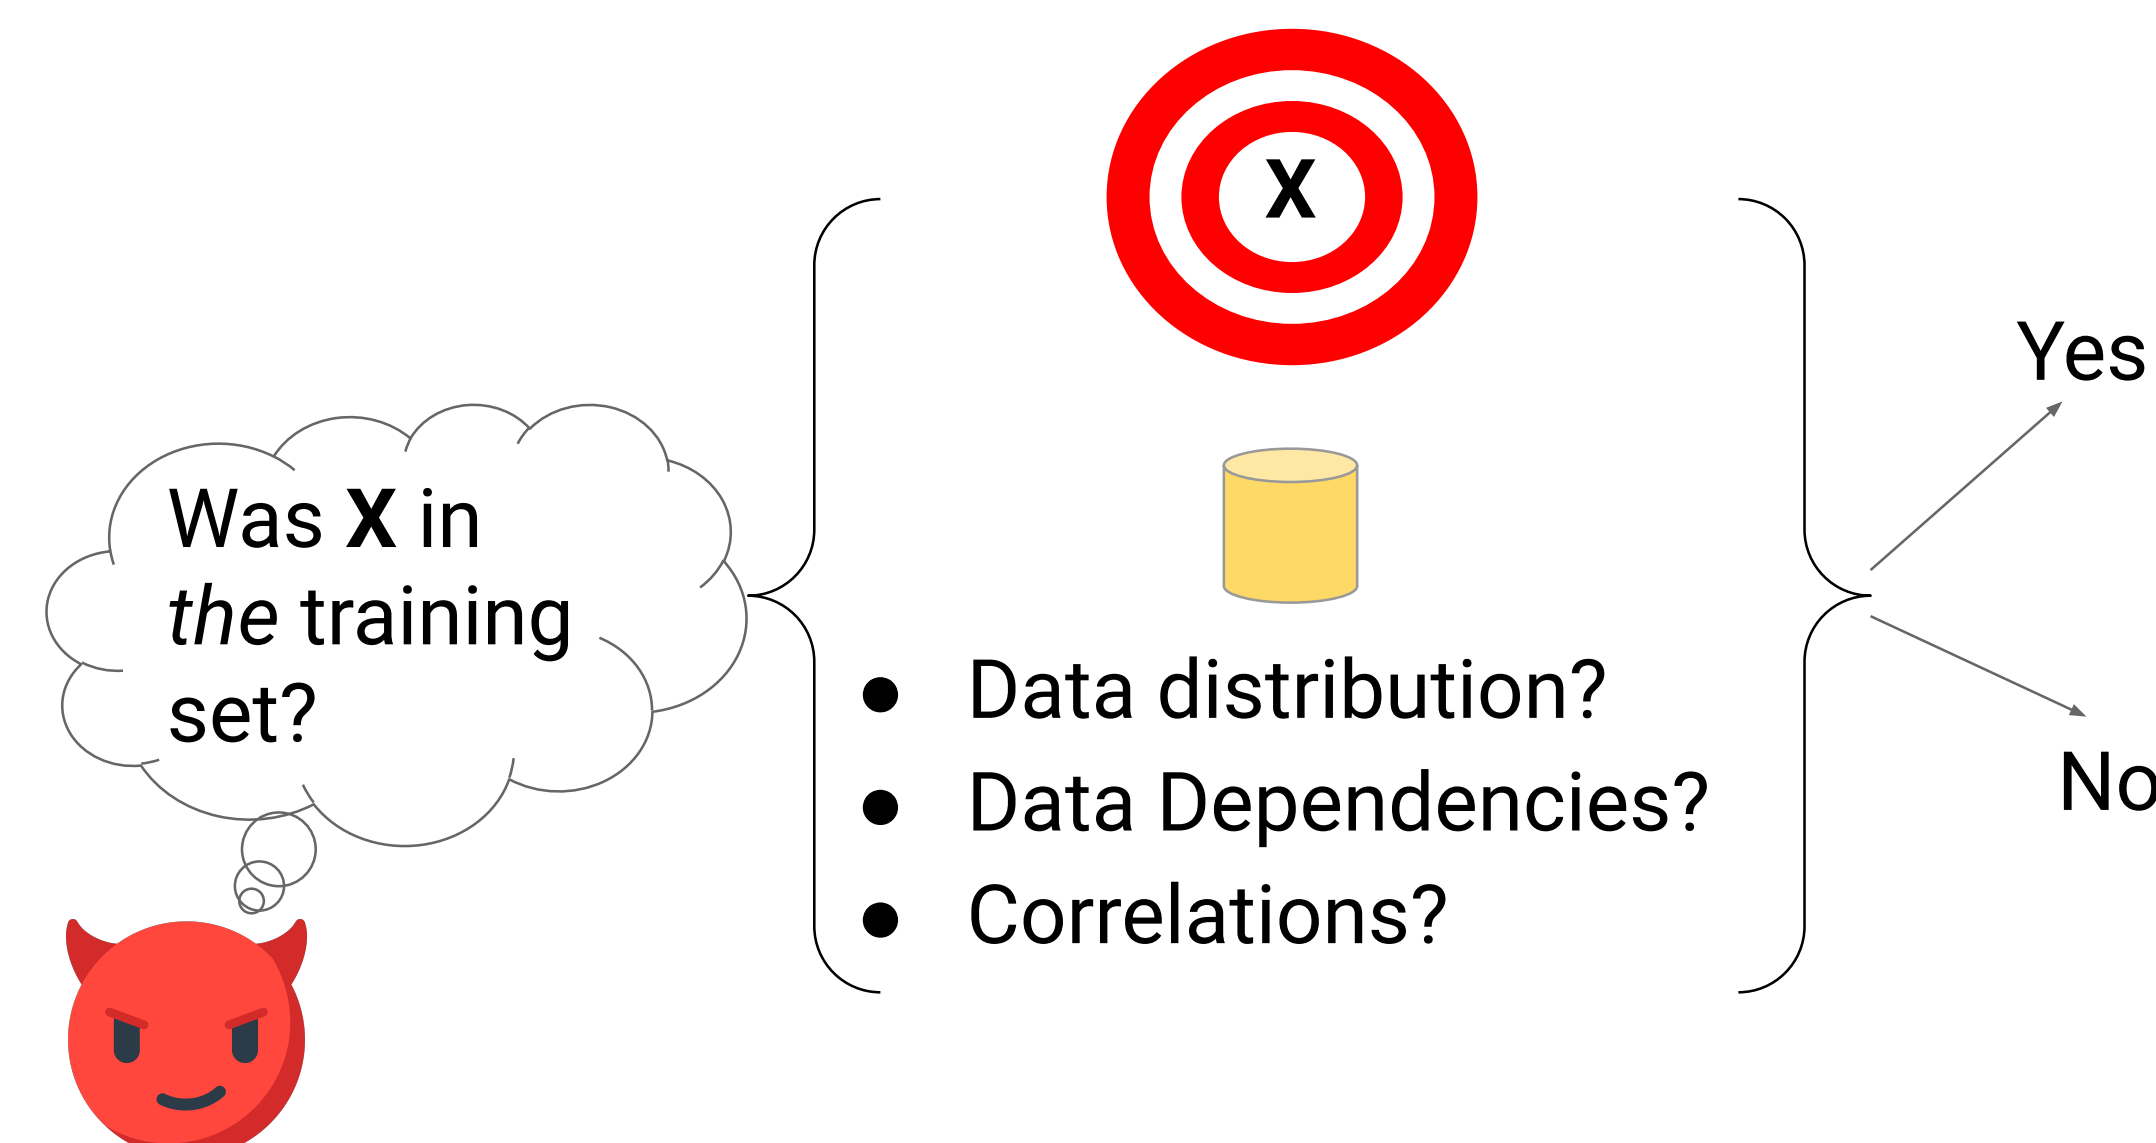 Was X in
the training
set?
X
● Data distribution?
● Data Dependencies?
● Correlations?
Yes
No